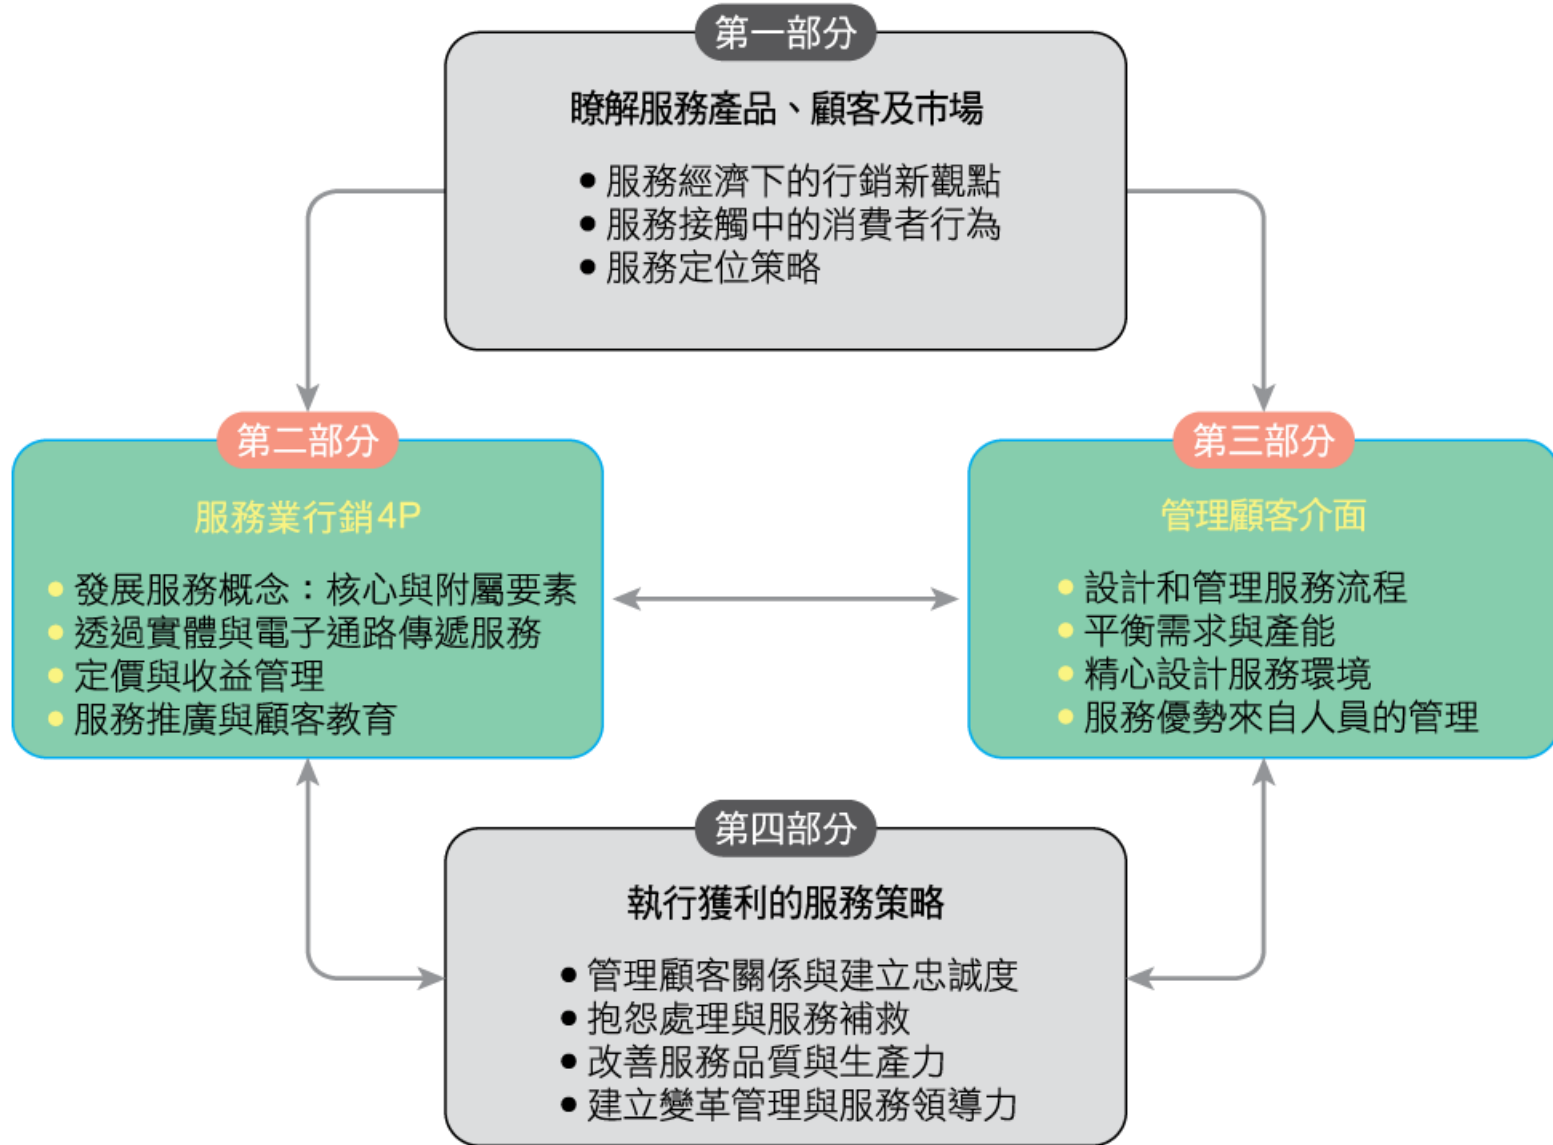 第一部分
瞭解服務產品、顧客及市場
● 服務經濟下的行銷新觀點
● 服務接觸中的消費者行為
● 服務定位策略
第二部分
服務業行銷4P
● 發展服務概念：核心與附屬要素
● 透過實體與電子通路傳遞服務
● 定價與收益管理
● 服務推廣與顧客教育
第三部分
管理顧客介面
● 設計和管理服務流程
● 平衡需求與產能
● 精心設計服務環境
● 服務優勢來自人員的管理
第四部分
執行獲利的服務策略
● 管理顧客關係與建立忠誠度
● 抱怨處理與服務補救
● 改善服務品質與生產力
● 建立變革管理與服務領導力